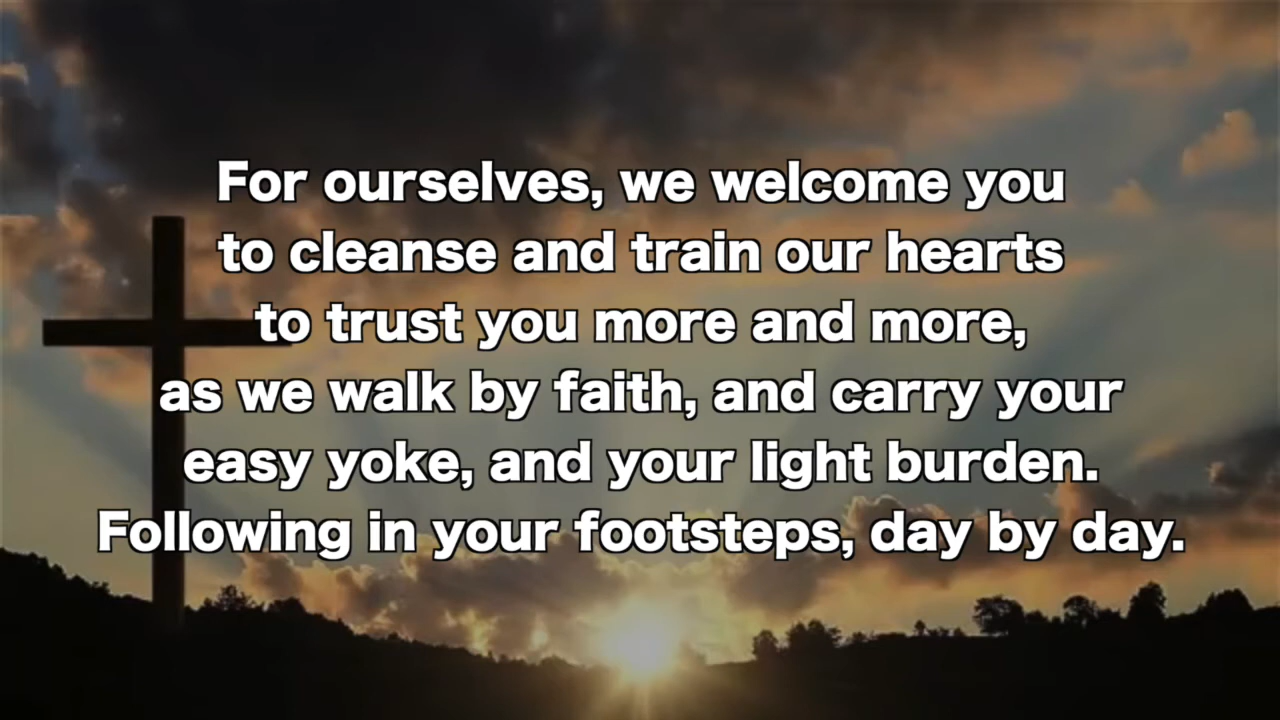 For ourselves, we welcome you
to cleanse and train our hearts
to trust you more and more,
as we walk by faith, and carry your
easy yoke, and your light burden.
Following in your footsteps, day by day.